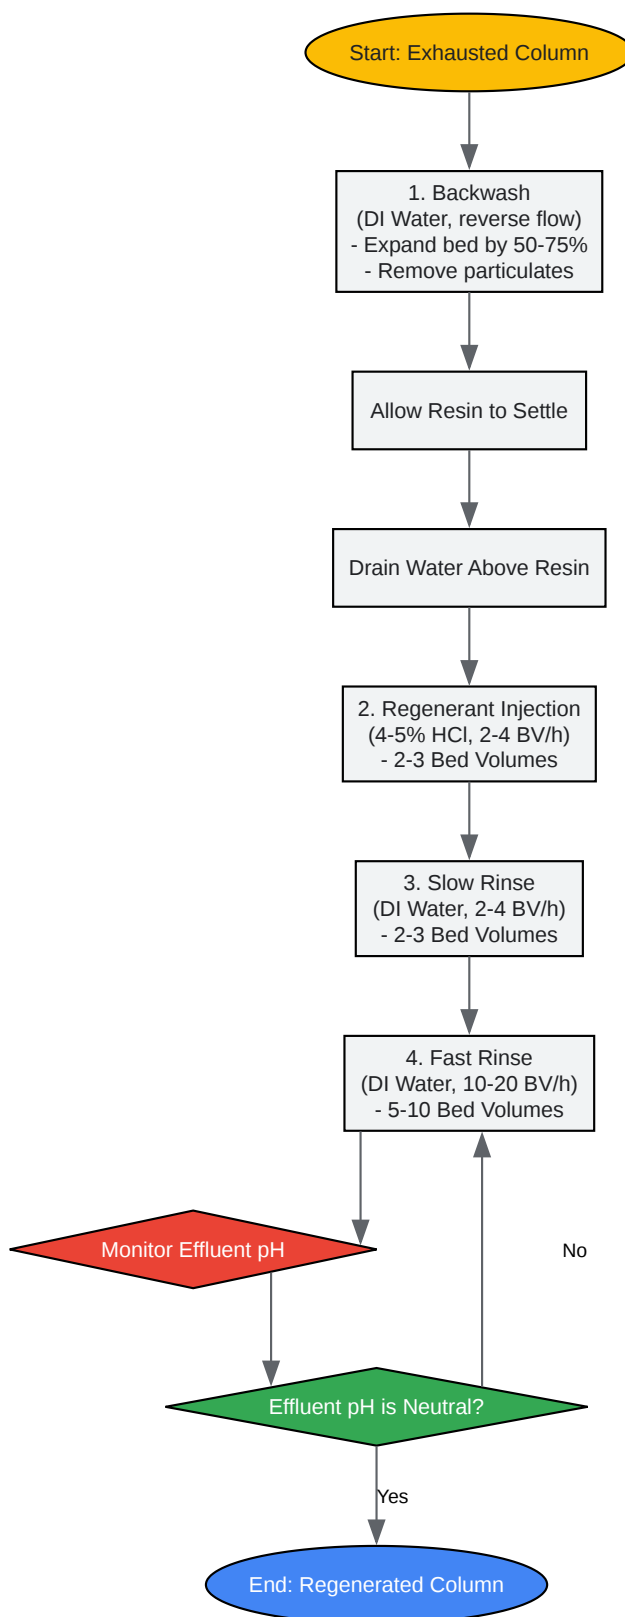 Start: Exhausted Column
1. Backwash
(DI Water, reverse flow)
- Expand bed by 50-75%
- Remove particulates
Allow Resin to Settle
Drain Water Above Resin
2. Regenerant Injection
(4-5% HCl, 2-4 BV/h)
- 2-3 Bed Volumes
3. Slow Rinse
(DI Water, 2-4 BV/h)
- 2-3 Bed Volumes
4. Fast Rinse
(DI Water, 10-20 BV/h)
- 5-10 Bed Volumes
Monitor Effluent pH
No
Effluent pH is Neutral?
Yes
End: Regenerated Column